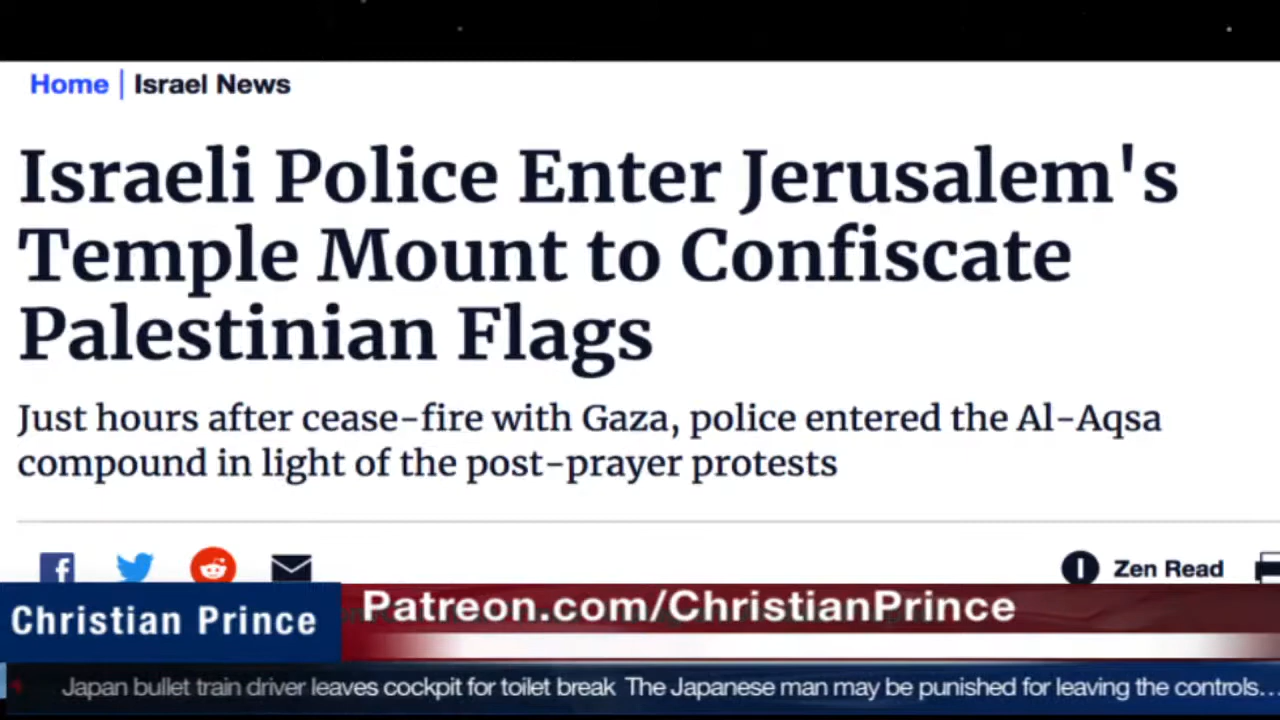 Home | Israel News
Israeli Police Enter Jerusalem's
Temple Mount to Confiscate
Palestinian Flags
Just hours after cease-fire with Gaza, police entered the Al-Aqsa
compound in light of the post-prayer protests
Zen Read
Christian Prince
Patreon.com/ChristianPrince
Japan bullet train driver leaves cockpit for toilet break The Japanese man may be punished for leaving the controls...